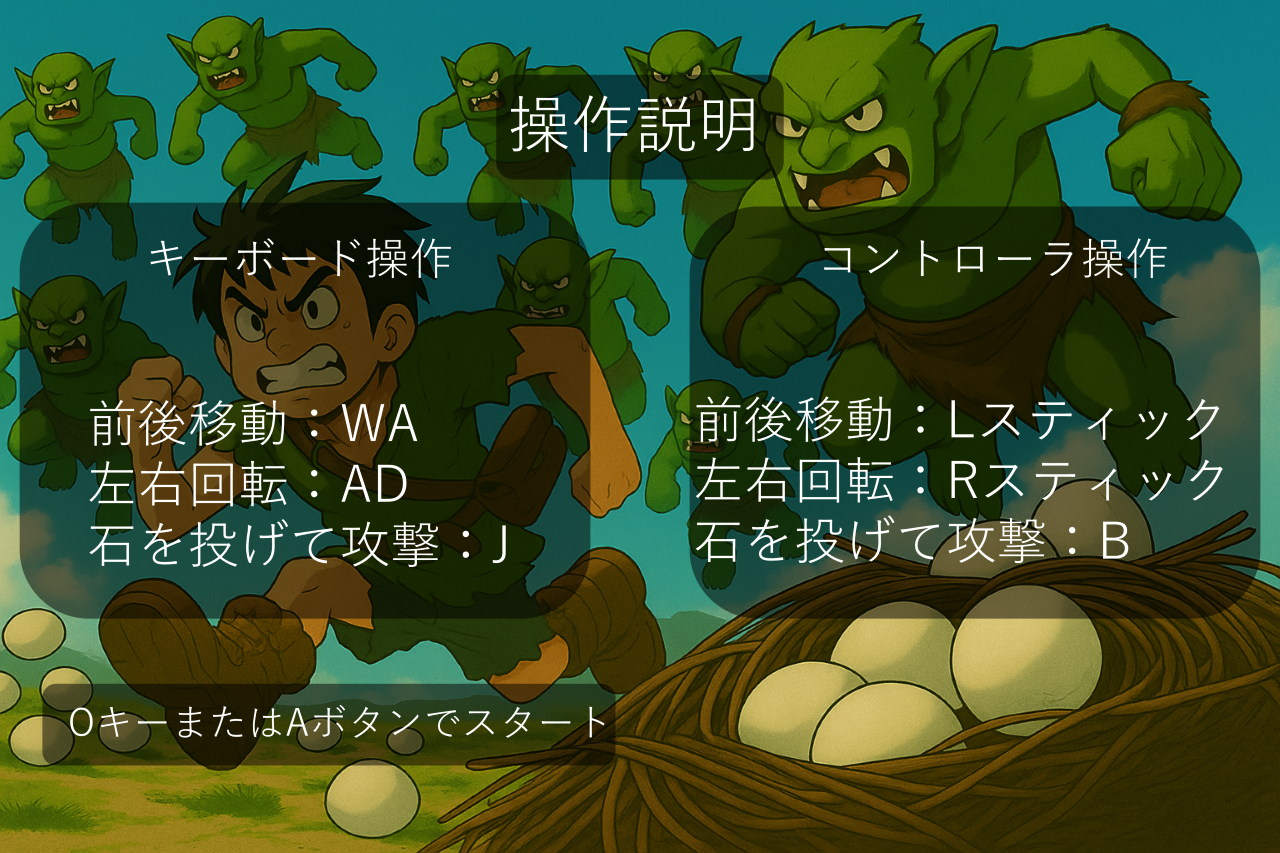 操作説明
キーボード操作
前後移動：WA
左右回転：AD
石を投げて攻撃：J
コントローラ操作
前後移動：Lスティック
左右回転：Rスティック
石を投げて攻撃：B
OキーまたはAボタンでスタート